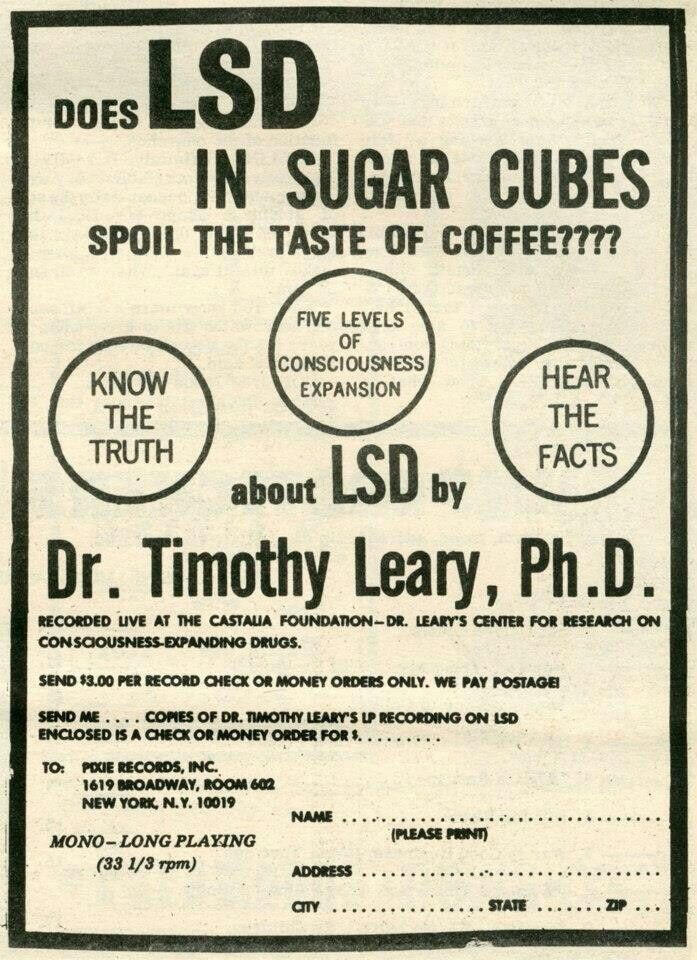 DOES LSD
IN SUGAR CUBES
SPOIL THE TASTE OF COFFEE????
FIVE LEVELS
OF
CONSCIOUSNESS
EXPANSION
KNOW
THE
TRUTH
HEAR
THE
FACTS
about LSD by
Dr. Timothy Leary, Ph.D.
RECORDED LIVE AT THE CASTALIA FOUNDATION—DR. LEARY'S CENTER FOR RESEARCH ON
CONSCIOUSNESS-EXPANDING DRUGS.
SEND $3.00 PER RECORD CHECK OR MONEY ORDERS ONLY. WE PAY POSTAGE!
SEND ME . . . . COPIES OF DR. TIMOTHY LEARY'S LP RECORDING ON LSD
ENCLOSED IS A CHECK OR MONEY ORDER FOR $. . . . . . . . .
TO: PIXIE RECORDS, INC.
1619 BROADWAY, ROOM 602
NEW YORK, N.Y. 10019
MONO—LONG PLAYING
(33 1/3 rpm)
NAME . . . . . . . . . . . . . . . . . . . . . . . . . . . . . . . .
(PLEASE PRINT)
ADDRESS . . . . . . . . . . . . . . . . . . . . . . . . . . . . . .
CITY . . . . . . . . . . . . . . . STATE . . . . . . . ZIP . . .